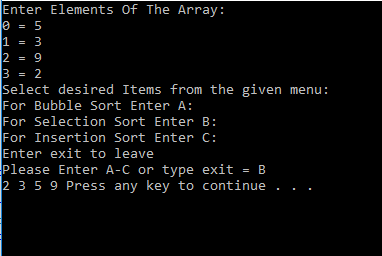 Enter Elements Of The Array:
0 = 5
1 = 3
2 = 9
3 = 2
Select desired Items from the given menu:
For Bubble Sort Enter A:
For Selection Sort Enter B:
For Insertion Sort Enter C:
Enter exit to leave
Please Enter A-C or type exit = B
2 3 5 9 Press any key to continue . . .